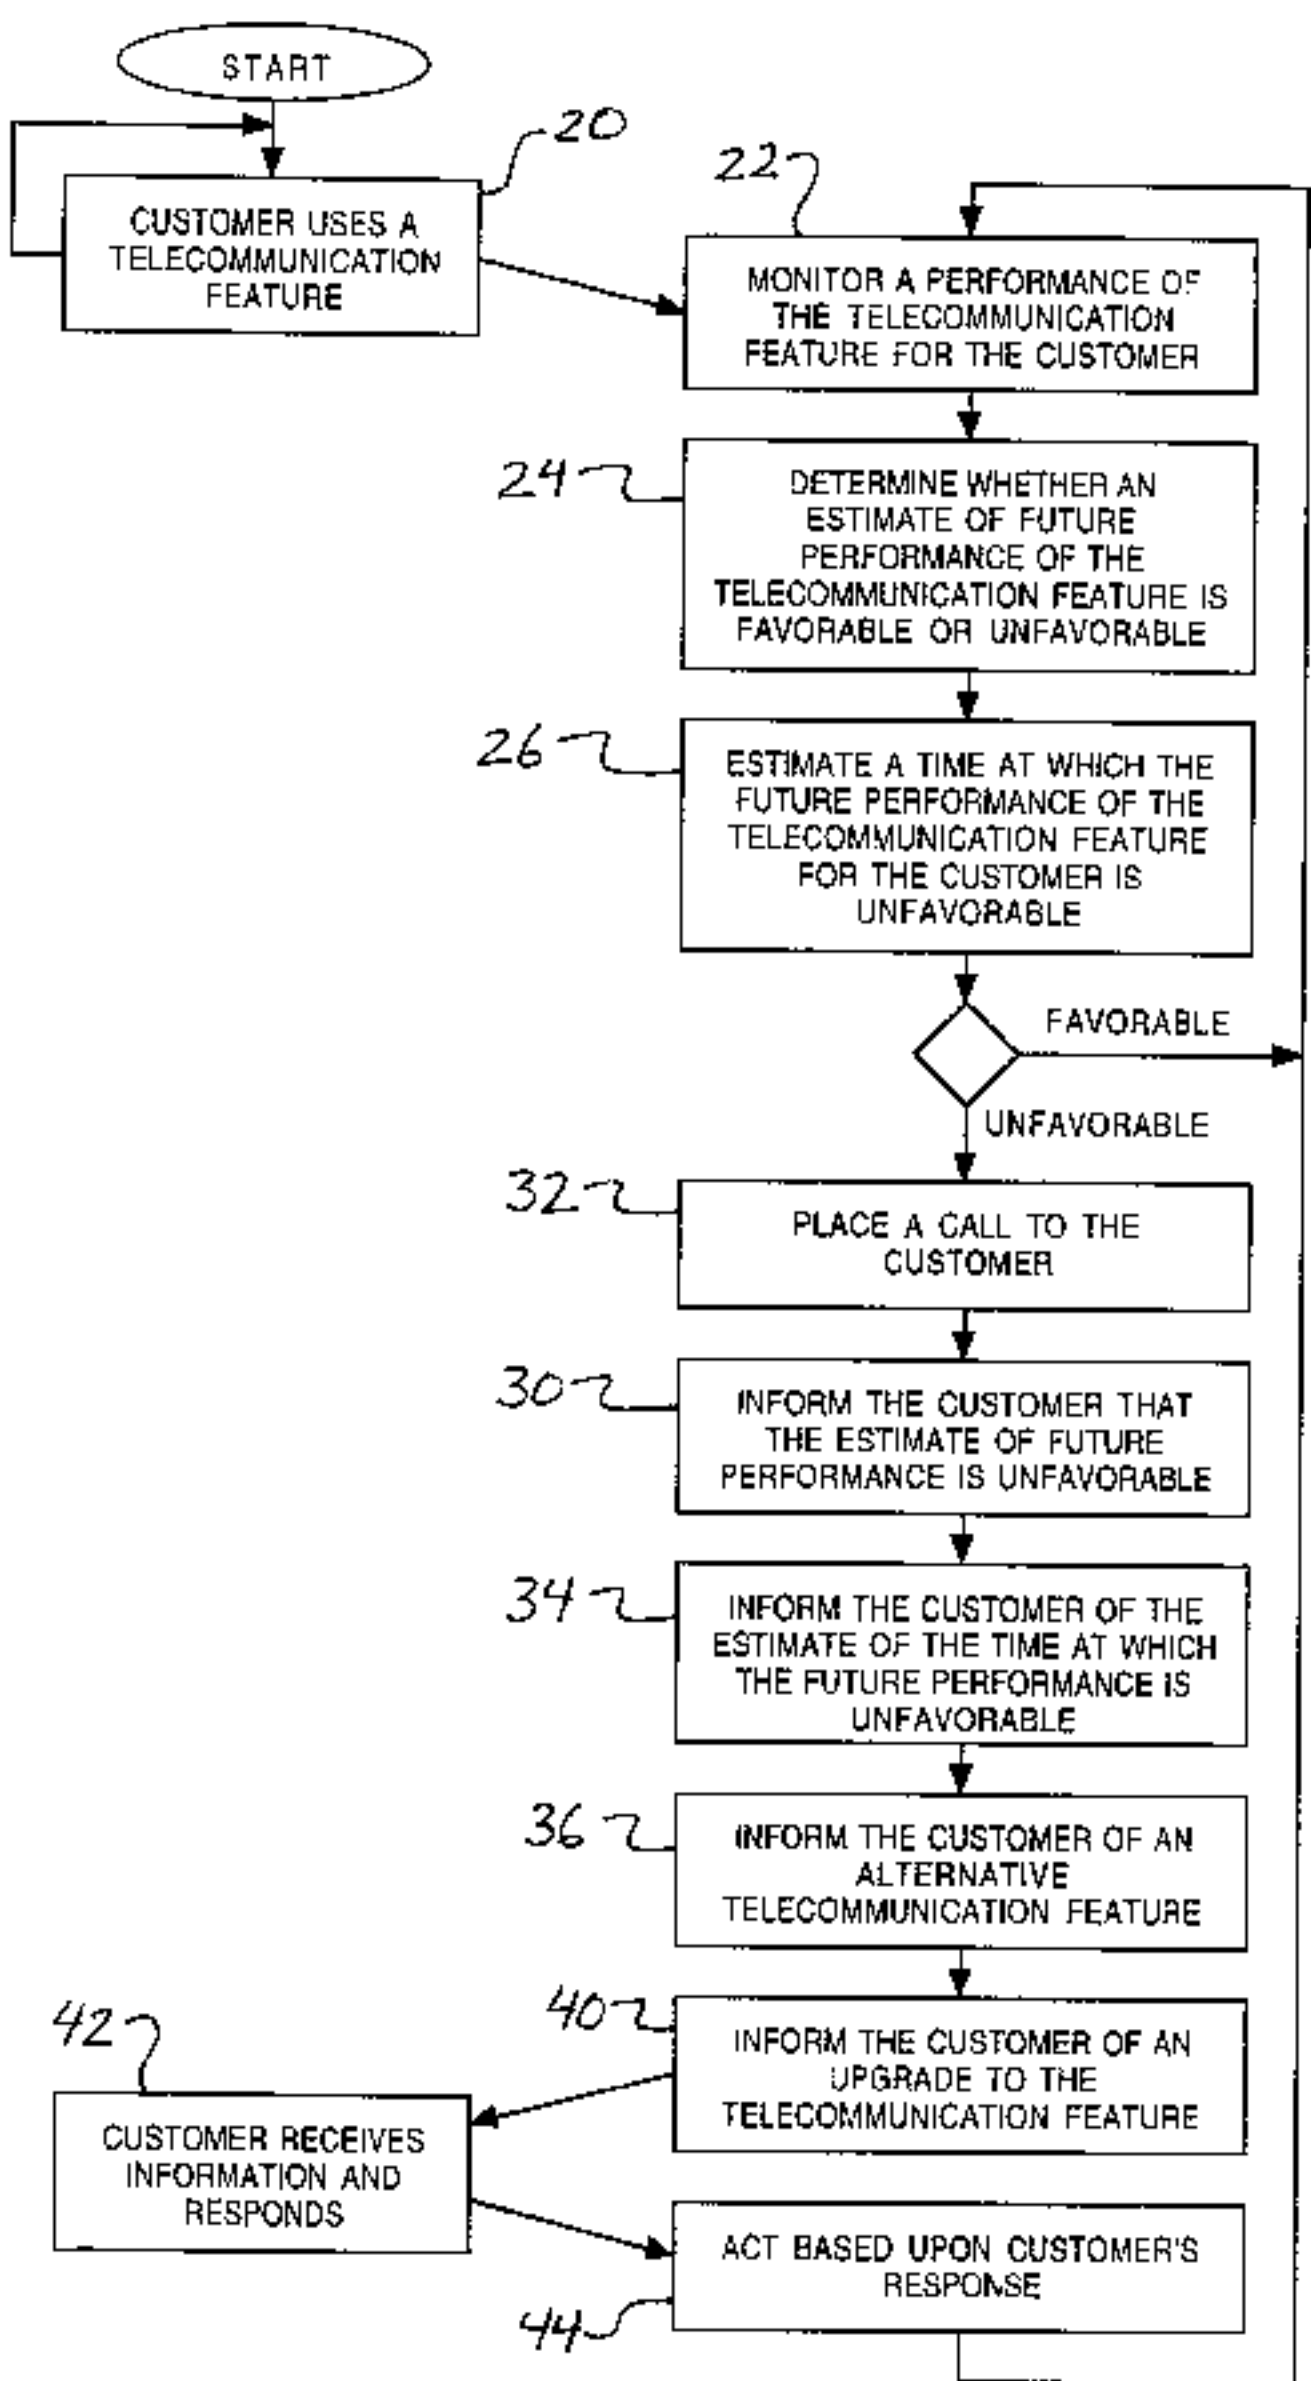 START
20
CUSTOMER USES A
TELECOMMUNICATION
FEATURE
22
MONITOR A PERFORMANCE OF
THE TELECOMMUNICATION
FEATURE FOR THE CUSTOMER
24
DETERMINE WHETHER AN
ESTIMATE OF FUTURE
PERFORMANCE OF THE
TELECOMMUNICATION FEATURE IS
FAVORABLE OR UNFAVORABLE
26
ESTIMATE A TIME AT WHICH THE
FUTURE PERFORMANCE OF THE
TELECOMMUNICATION FEATURE
FOR THE CUSTOMER IS
UNFAVORABLE
FAVORABLE
UNFAVORABLE
32
PLACE A CALL TO THE
CUSTOMER
30
INFORM THE CUSTOMER THAT
THE ESTIMATE OF FUTURE
PERFORMANCE IS UNFAVORABLE
34
INFORM THE CUSTOMER OF THE
ESTIMATE OF THE TIME AT WHICH
THE FUTURE PERFORMANCE IS
UNFAVORABLE
36
INFORM THE CUSTOMER OF AN
ALTERNATIVE
TELECOMMUNICATION FEATURE
40
INFORM THE CUSTOMER OF AN
UPGRADE TO THE
TELECOMMUNICATION FEATURE
42
CUSTOMER RECEIVES
INFORMATION AND
RESPONDS
ACT BASED UPON CUSTOMER'S
RESPONSE
44